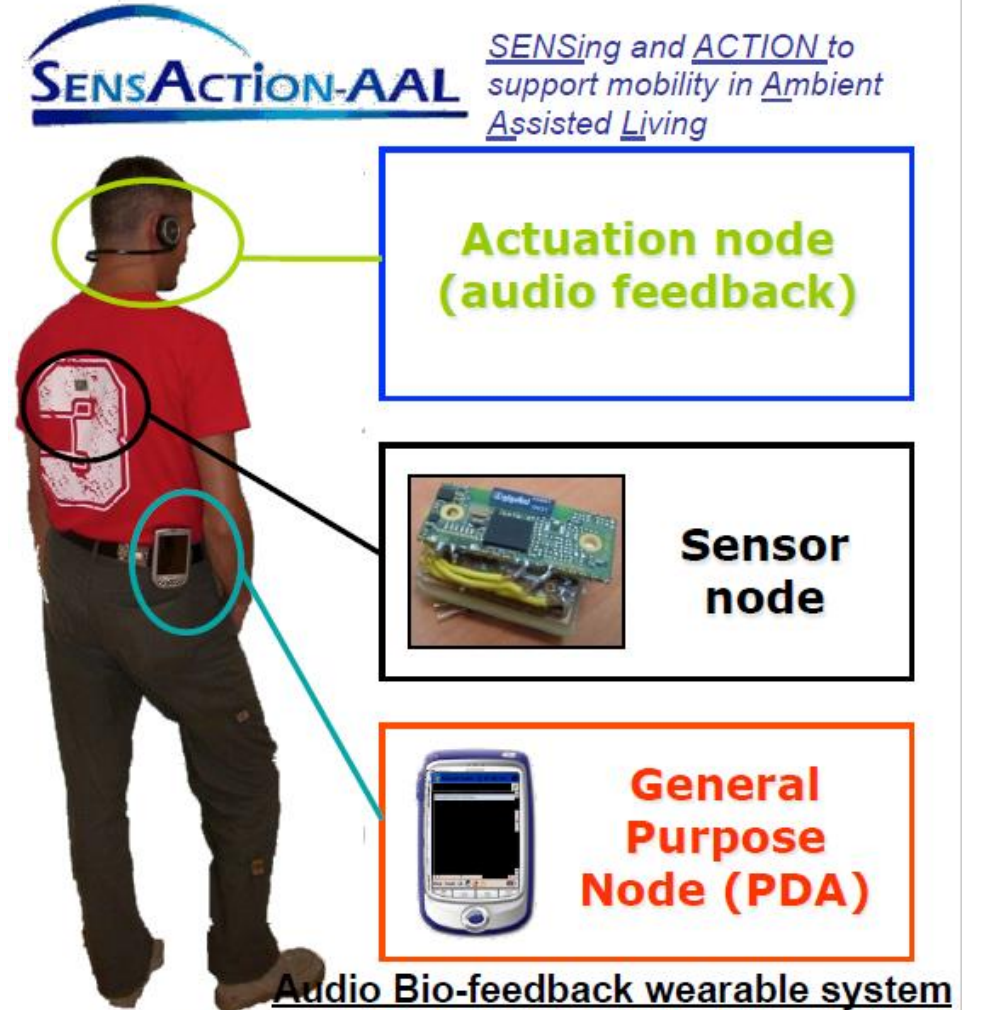 SENSACTION-AAL
SENSing and ACTION to
support mobility in Ambient
Assisted Living
Actuation node
(audio feedback)
3
Sensor
node
General
Purpose
Node (PDA)
Audio Bio-feedback wearable system